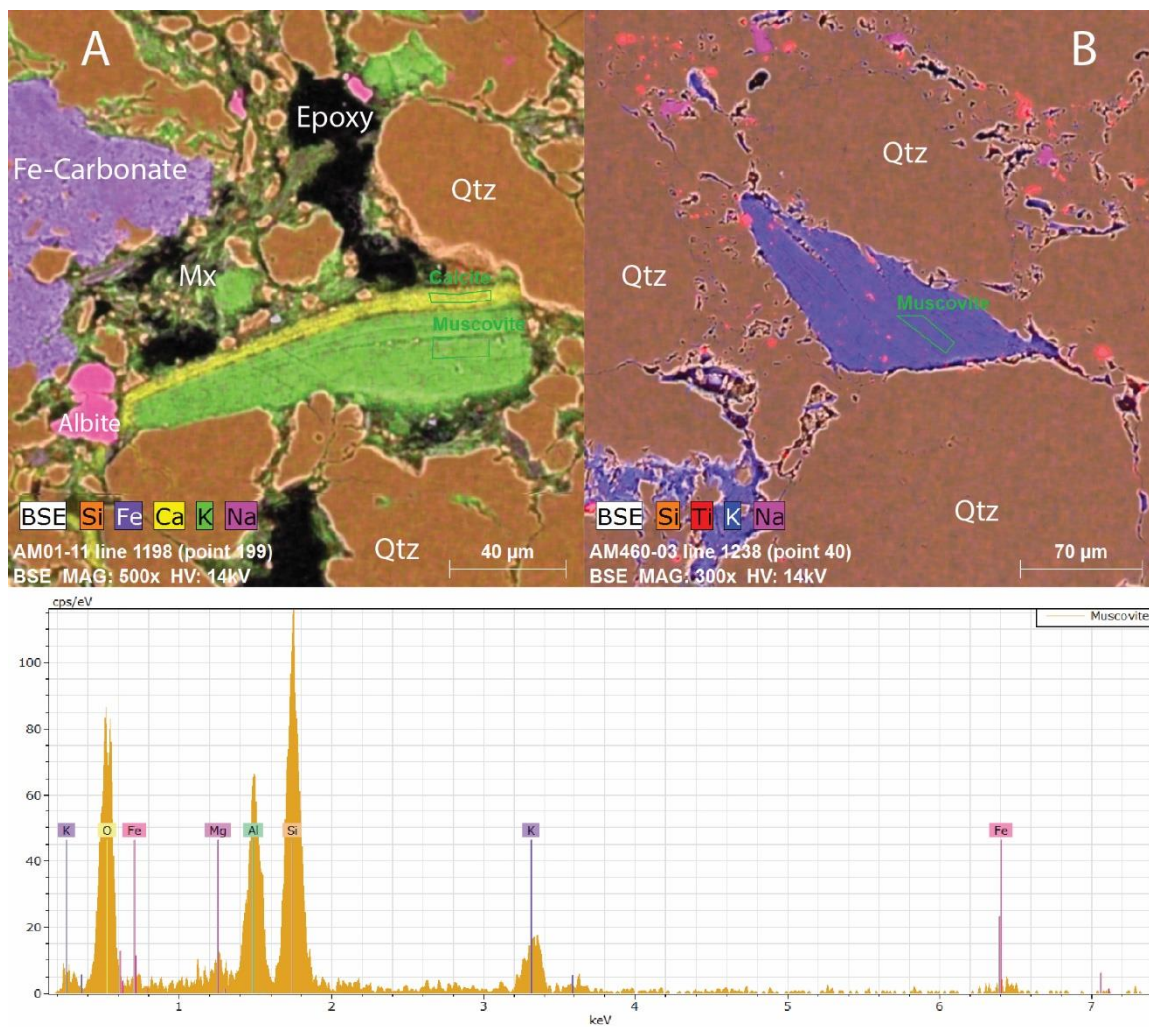 A
Epoxy
Fe-Carbonate
Qtz
Mx
Calcite
Muscovite
Albite
Qtz
BSE Si Fe Ca K Na
AM01-11 line 1198 (point 199)
BSE MAG: 500x HV: 14kV
40 µm
B
Qtz
Qtz
Muscovite
Qtz
BSE Si Ti K Na
AM460-03 line 1238 (point 40)
BSE MAG: 300x HV: 14kV
70 µm
cps/eV
Muscovite
100
80
60
40
20
0
K O Fe Mg Al Si K Fe
1 2 3 4 5 6 7
keV